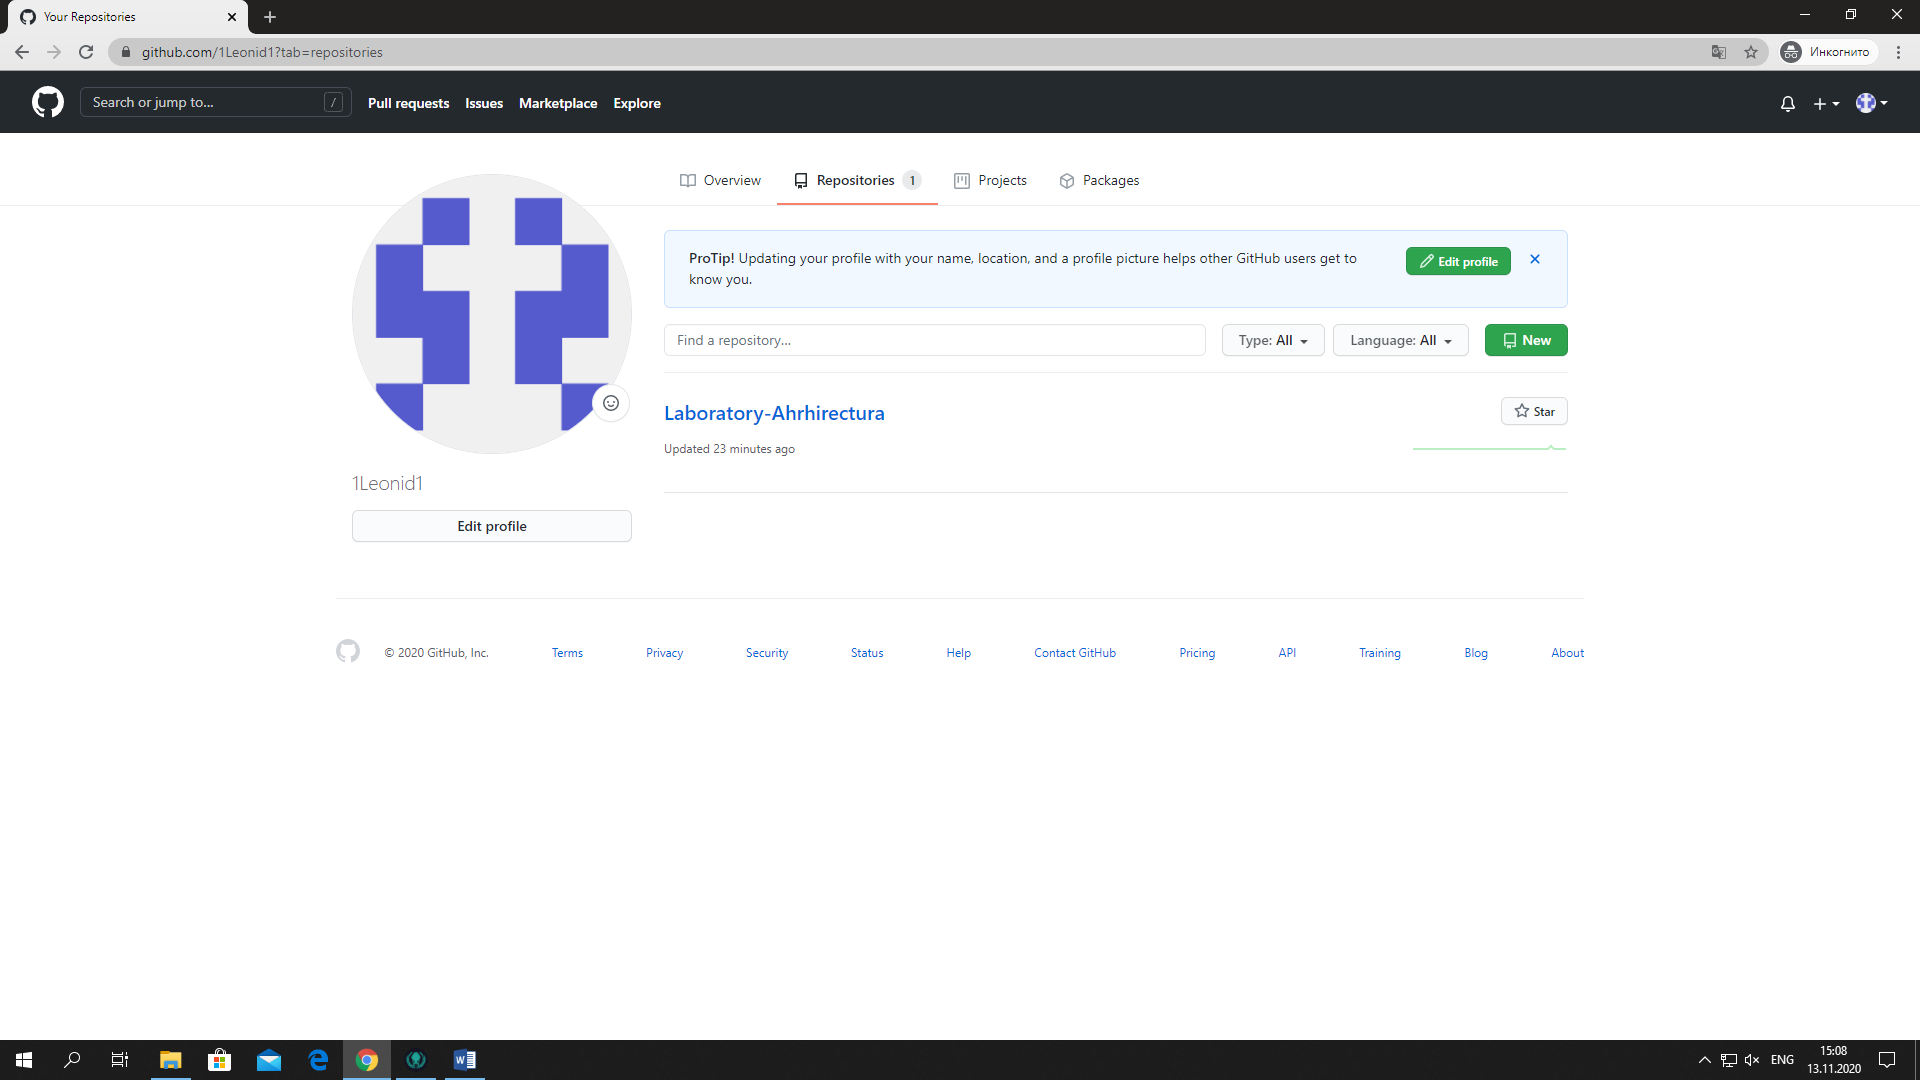 Your Repositories
github.com/1Leonid1?tab=repositories
Инкогнито
Search or jump to...
/
Pull requests
Issues
Marketplace
Explore
Overview
Repositories 1
Projects
Packages
ProTip! Updating your profile with your name, location, and a profile picture helps other GitHub users get to
know you.
Edit profile
Find a repository...
Type: All
Language: All
New
Laboratory-Ahrhirectura
Star
Updated 23 minutes ago
1Leonid1
Edit profile
© 2020 GitHub, Inc.
Terms
Privacy
Security
Status
Help
Contact GitHub
Pricing
API
Training
Blog
About
ENG
15:08
13.11.2020